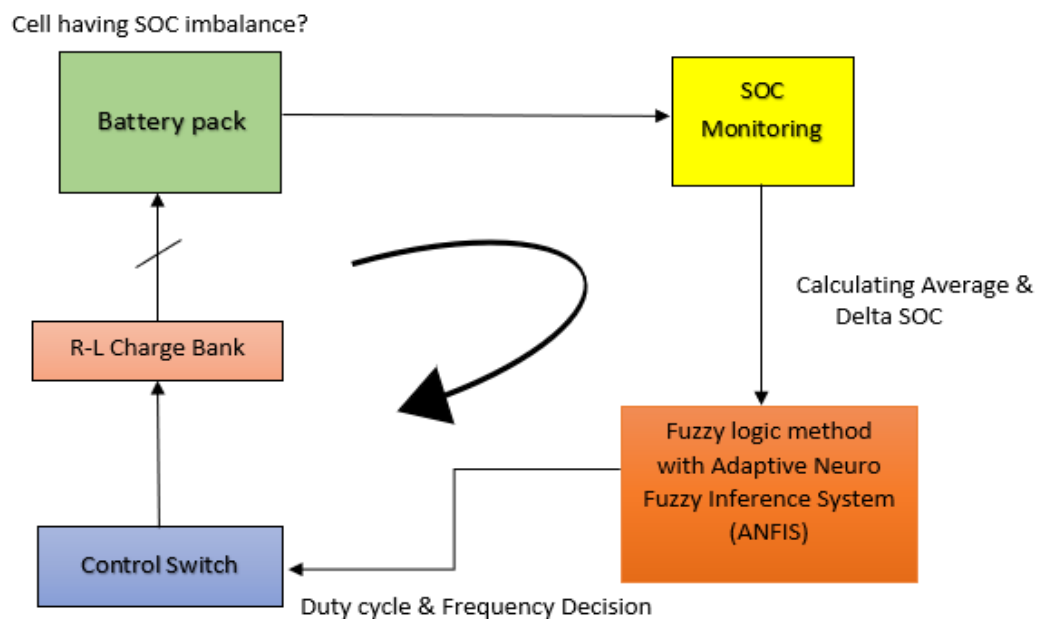 Cell having SOC imbalance?
Battery pack
SOC
Monitoring
Calculating Average &
Delta SOC
R-L Charge Bank
Fuzzy logic method
with Adaptive Neuro
Fuzzy Inference System
(ANFIS)
Control Switch
Duty cycle & Frequency Decision